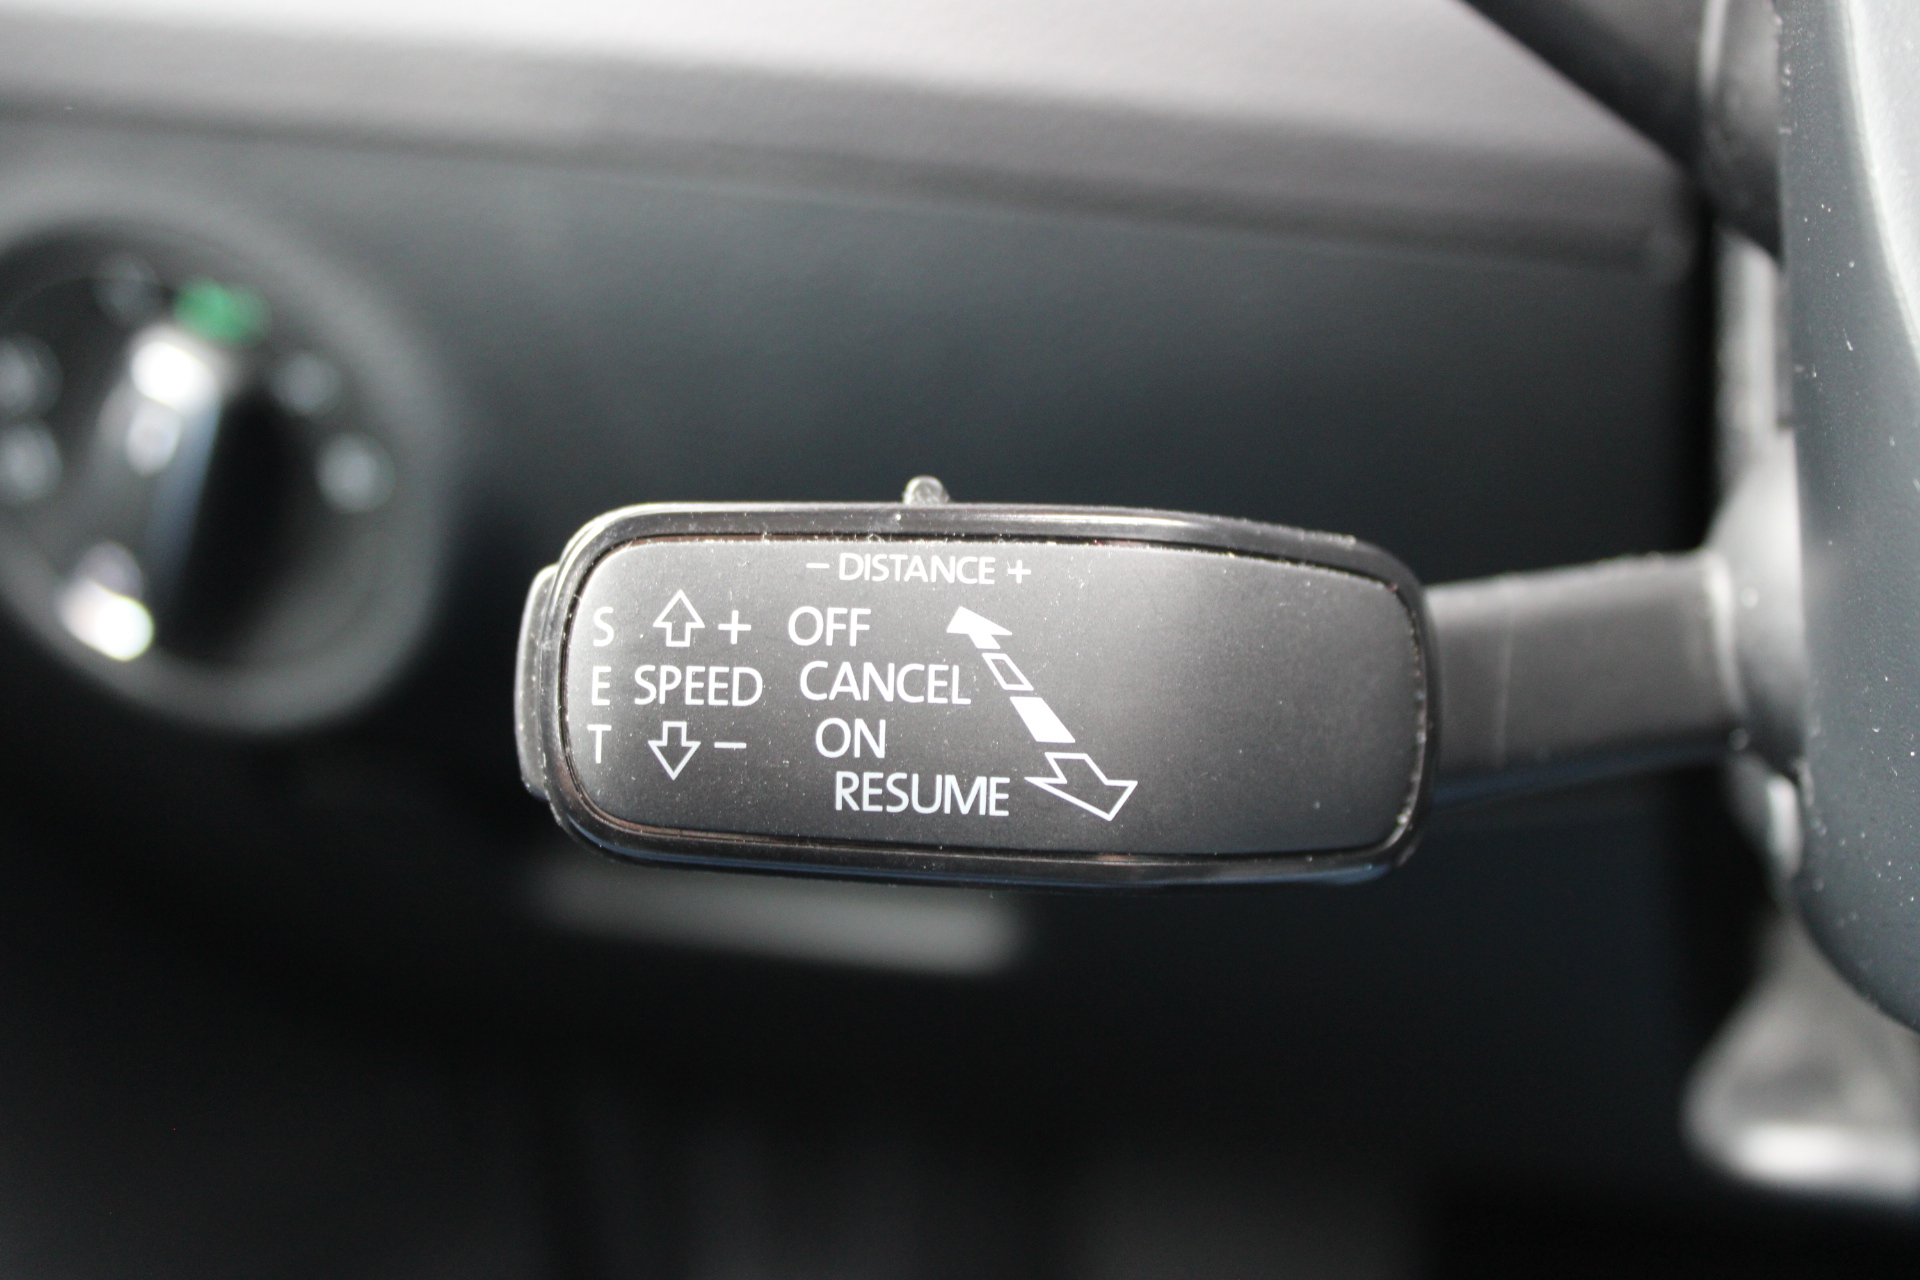 – DISTANCE +
S + OFF
E SPEED CANCEL
T – ON
RESUME